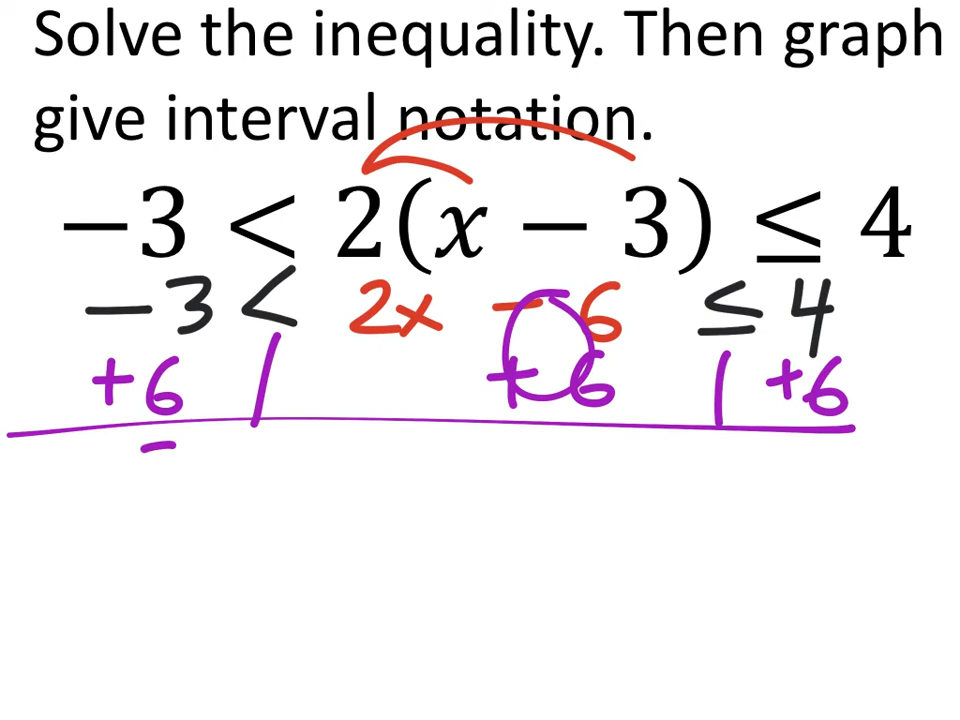 Solve the inequality. Then graph
give interval notation.
−3 < 2(x − 3) ≤ 4
−3 < 2x − 6 ≤ 4
+6 | + 6 | +6